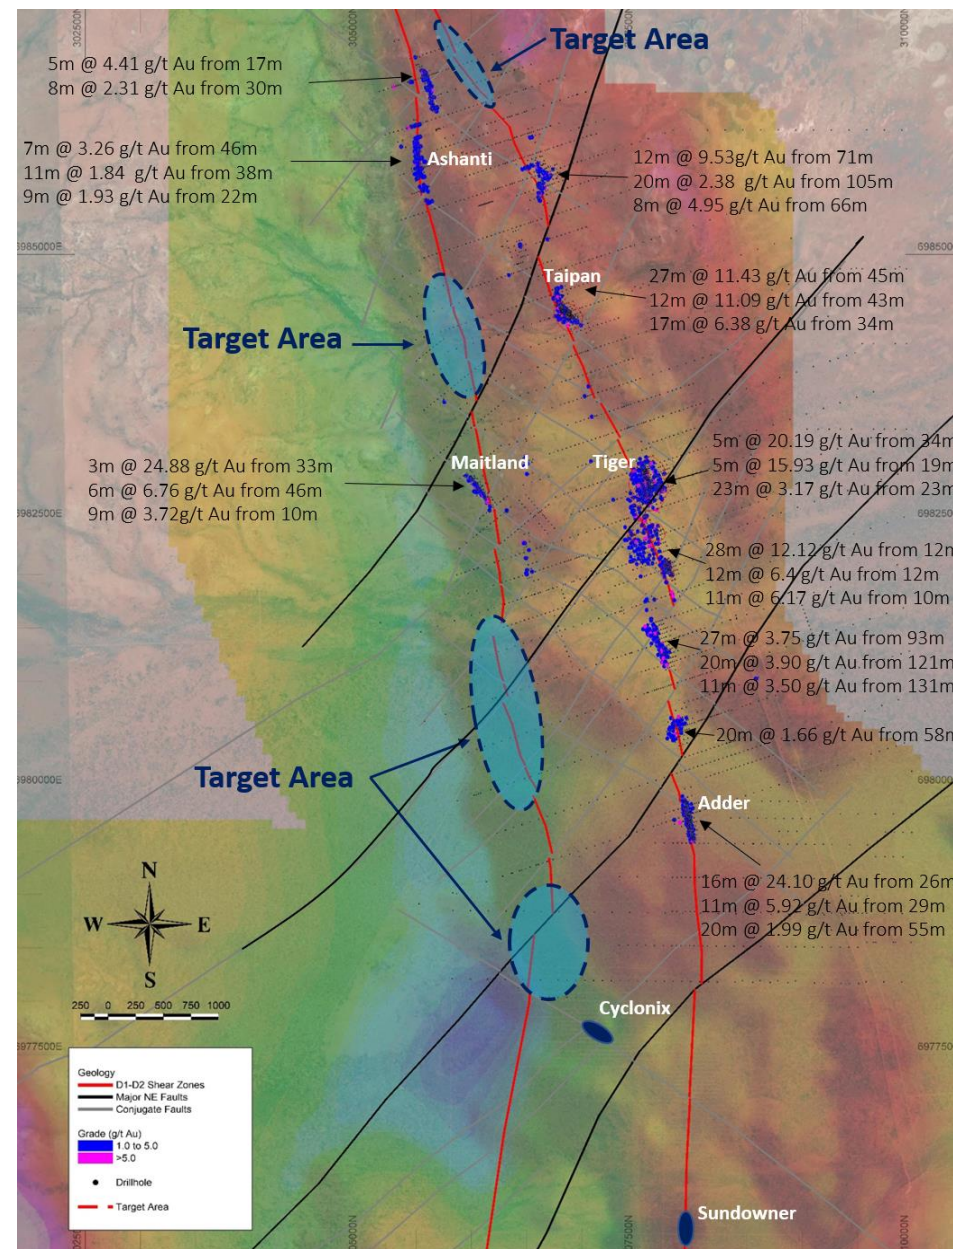 302500N
305000N
310000N
Target Area
5m @ 4.41 g/t Au from 17m
8m @ 2.31 g/t Au from 30m
7m @ 3.26 g/t Au from 46m
11m @ 1.84 g/t Au from 38m
9m @ 1.93 g/t Au from 22m
Ashanti
12m @ 9.53g/t Au from 71m
20m @ 2.38 g/t Au from 105m
8m @ 4.95 g/t Au from 66m
6985000E
Taipan
27m @ 11.43 g/t Au from 45m
12m @ 11.09 g/t Au from 43m
17m @ 6.38 g/t Au from 34m
Target Area
5m @ 20.19 g/t Au from 34m
5m @ 15.93 g/t Au from 19m
23m @ 3.17 g/t Au from 23m
Maitland
Tiger
3m @ 24.88 g/t Au from 33m
6m @ 6.76 g/t Au from 46m
9m @ 3.72g/t Au from 10m
6982500E
28m @ 12.12 g/t Au from 12m
12m @ 6.4 g/t Au from 12m
11m @ 6.17 g/t Au from 10m
27m @ 3.75 g/t Au from 93m
20m @ 3.90 g/t Au from 121m
11m @ 3.50 g/t Au from 131m
20m @ 1.66 g/t Au from 58m
Target Area
6980000E
Adder
16m @ 24.10 g/t Au from 26m
11m @ 5.92 g/t Au from 29m
20m @ 1.99 g/t Au from 55m
N
W E
S
250 0 250 500 750 1000
Cyclonix
6977500E
Geology
D1-D2 Shear Zones
Major NE Faults
Conjugate Faults
Grade (g/t Au)
1.0 to 5.0
>5.0
Drillhole
Target Area
Sundowner
305000N
307500N
310000N